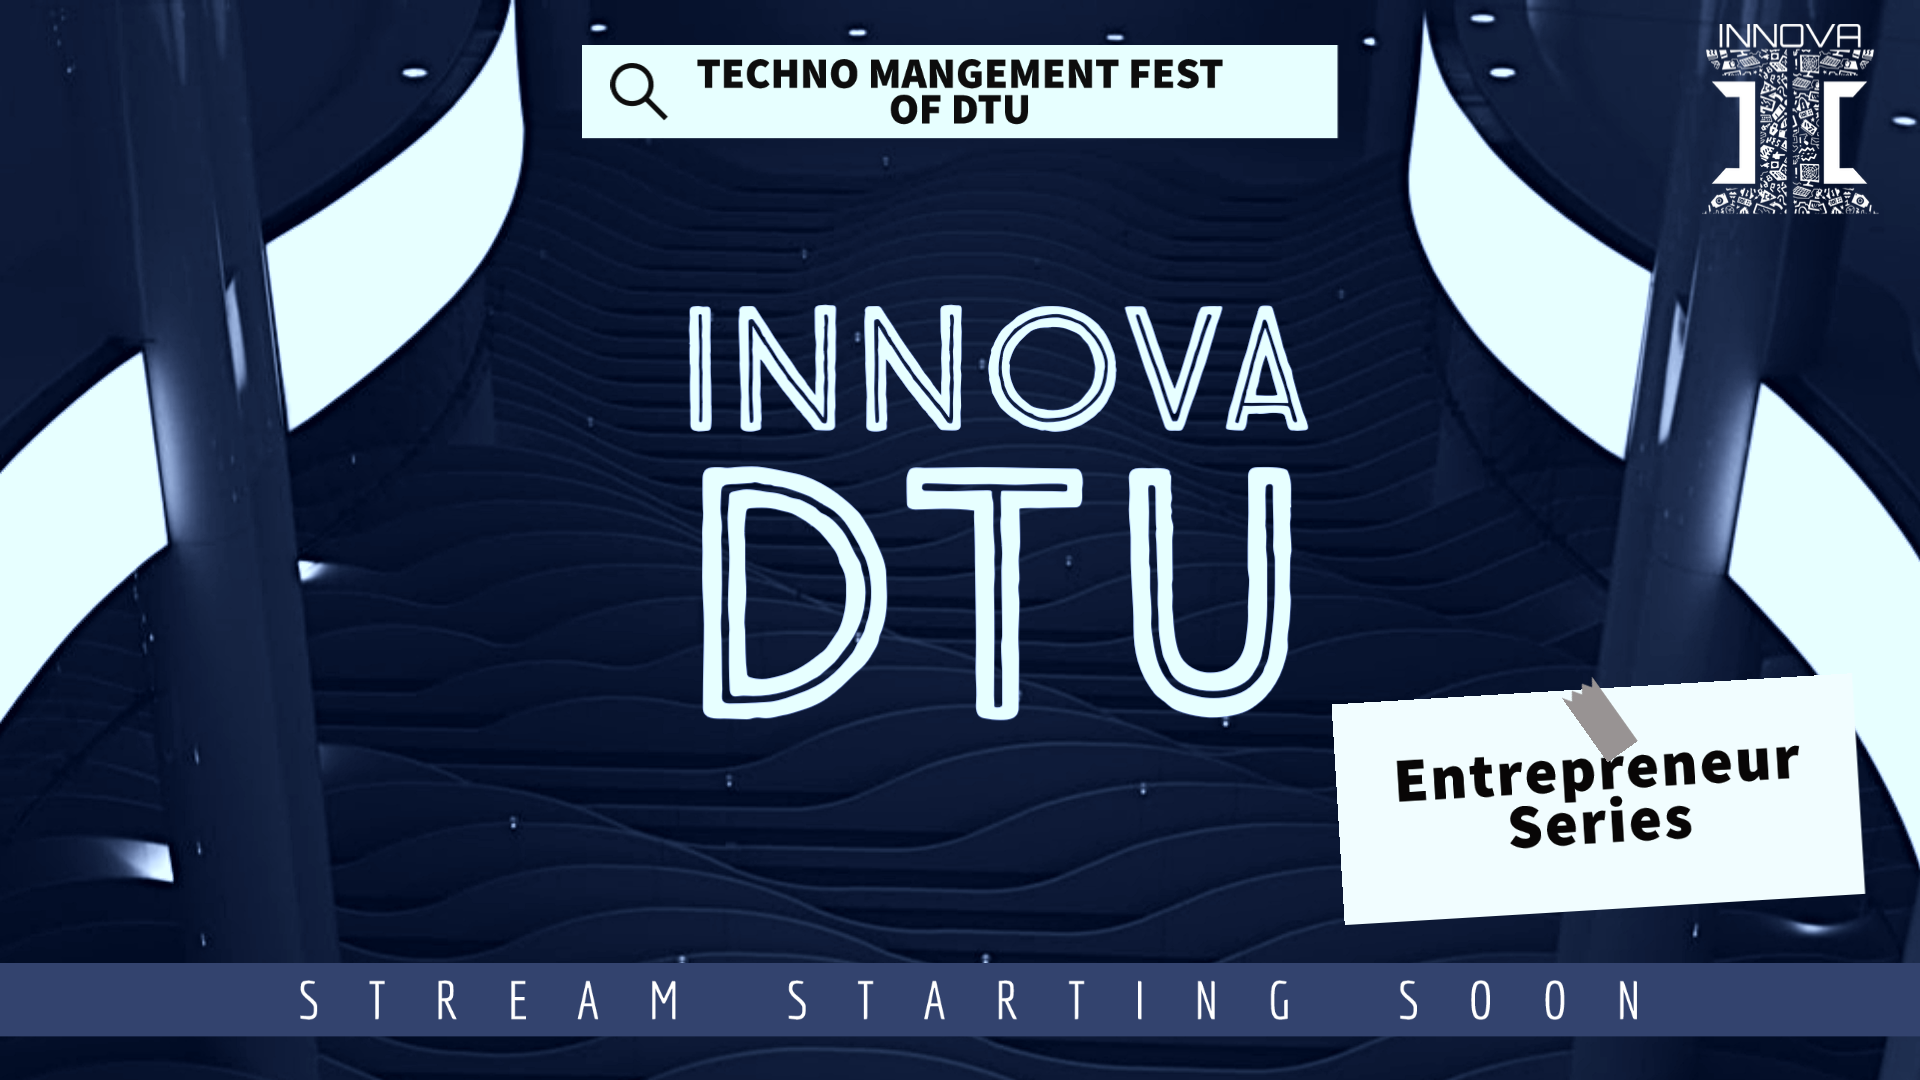 TECHNO MANGEMENT FEST
OF DTU
INNOVA
INNOVA
DTU
Entrepreneur
Series
STREAM STARTING SOON